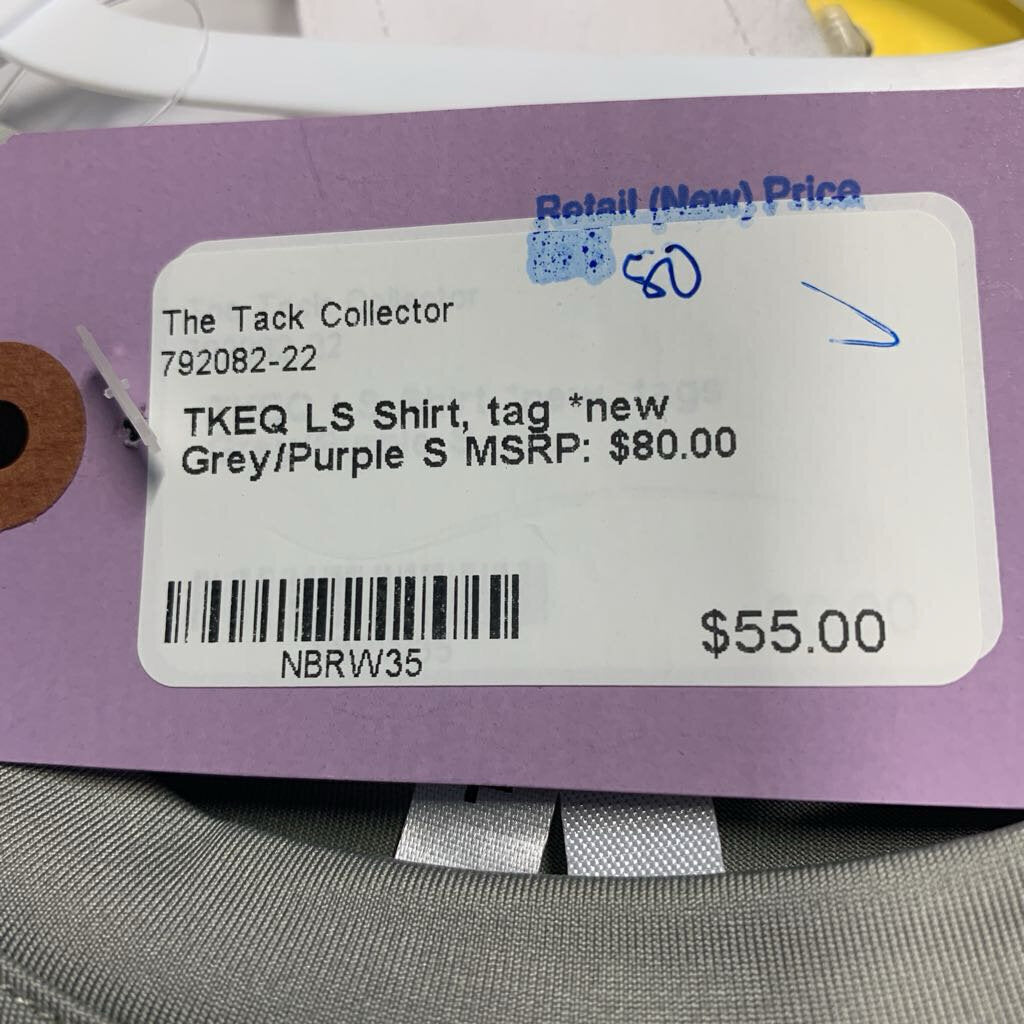 Retail (New) Price
80
The Tack Collector
792082-22
TKEQ LS Shirt, tag *new
Grey/Purple S MSRP: $80.00
NBRW35
$55.00